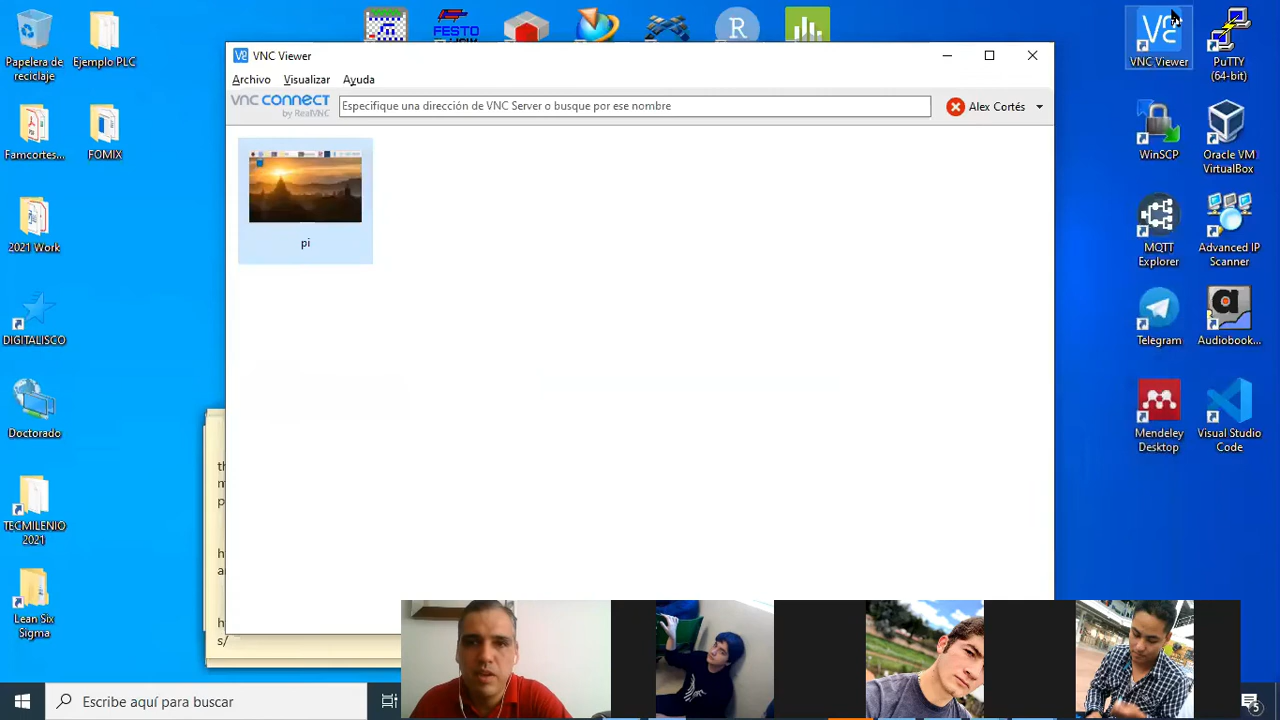 VNC Viewer
Archivo Visualizar Ayuda
VNC CONNECT
by RealVNC
Especifique una dirección de VNC Server o busque por ese nombre
Alex Cortés
pi
Papelera de
reciclaje
Ejemplo PLC
Famcortes...
FOMIX
2021 Work
DIGITALISCO
Doctorado
TECMILENIO
2021
Lean Six
Sigma
FESTO
R
VNC Viewer
PuTTY
(64-bit)
WinSCP
Oracle VM
VirtualBox
MQTT
Explorer
Advanced IP
Scanner
Telegram
Audiobook...
Mendeley
Desktop
Visual Studio
Code
s/
Escribe aquí para buscar
5